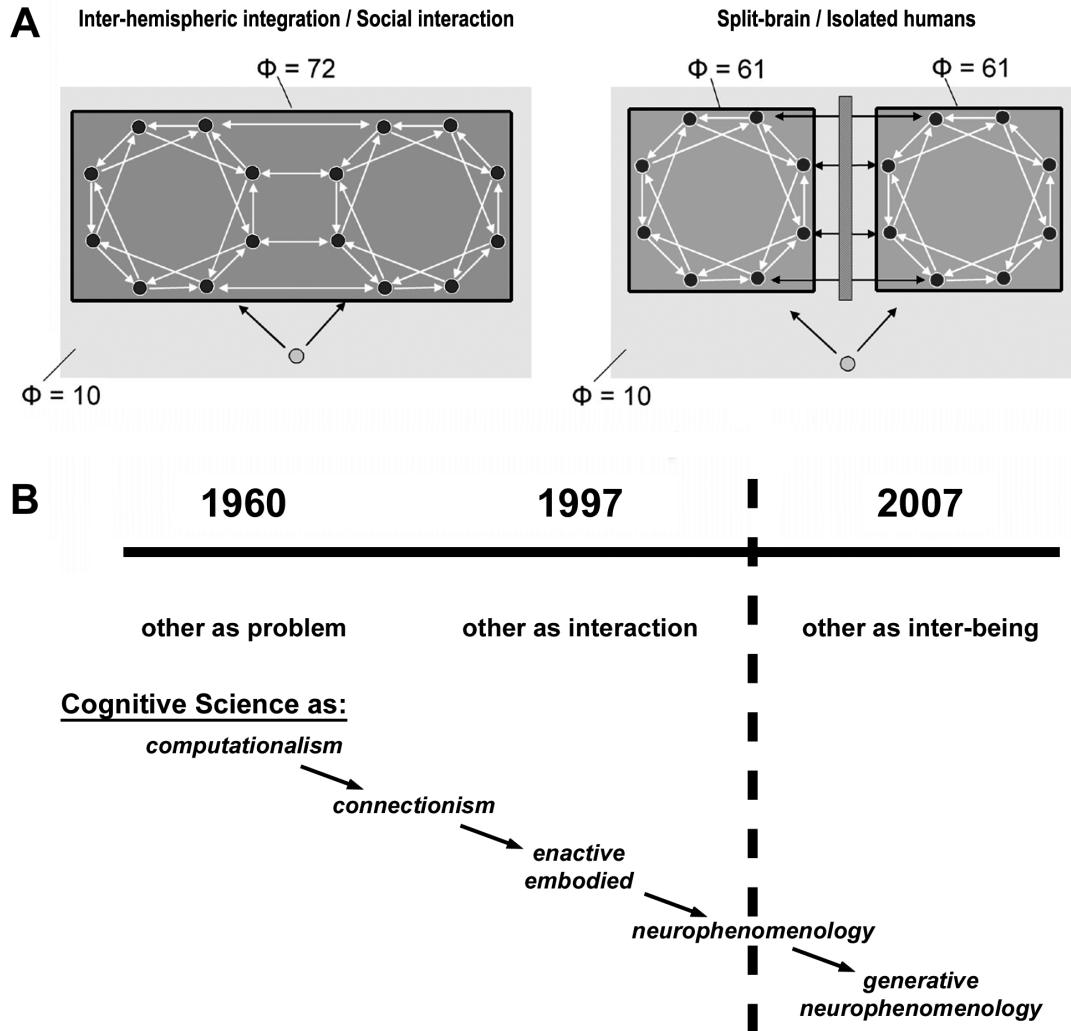 A
Inter-hemispheric integration / Social interaction
Split-brain / Isolated humans
Φ = 72
Φ = 61
Φ = 61
Φ = 10
Φ = 10
B
1960
1997
2007
other as problem
other as interaction
other as inter-being
Cognitive Science as:
computationalism
connectionism
enactive
embodied
neurophenomenology
generative
neurophenomenology